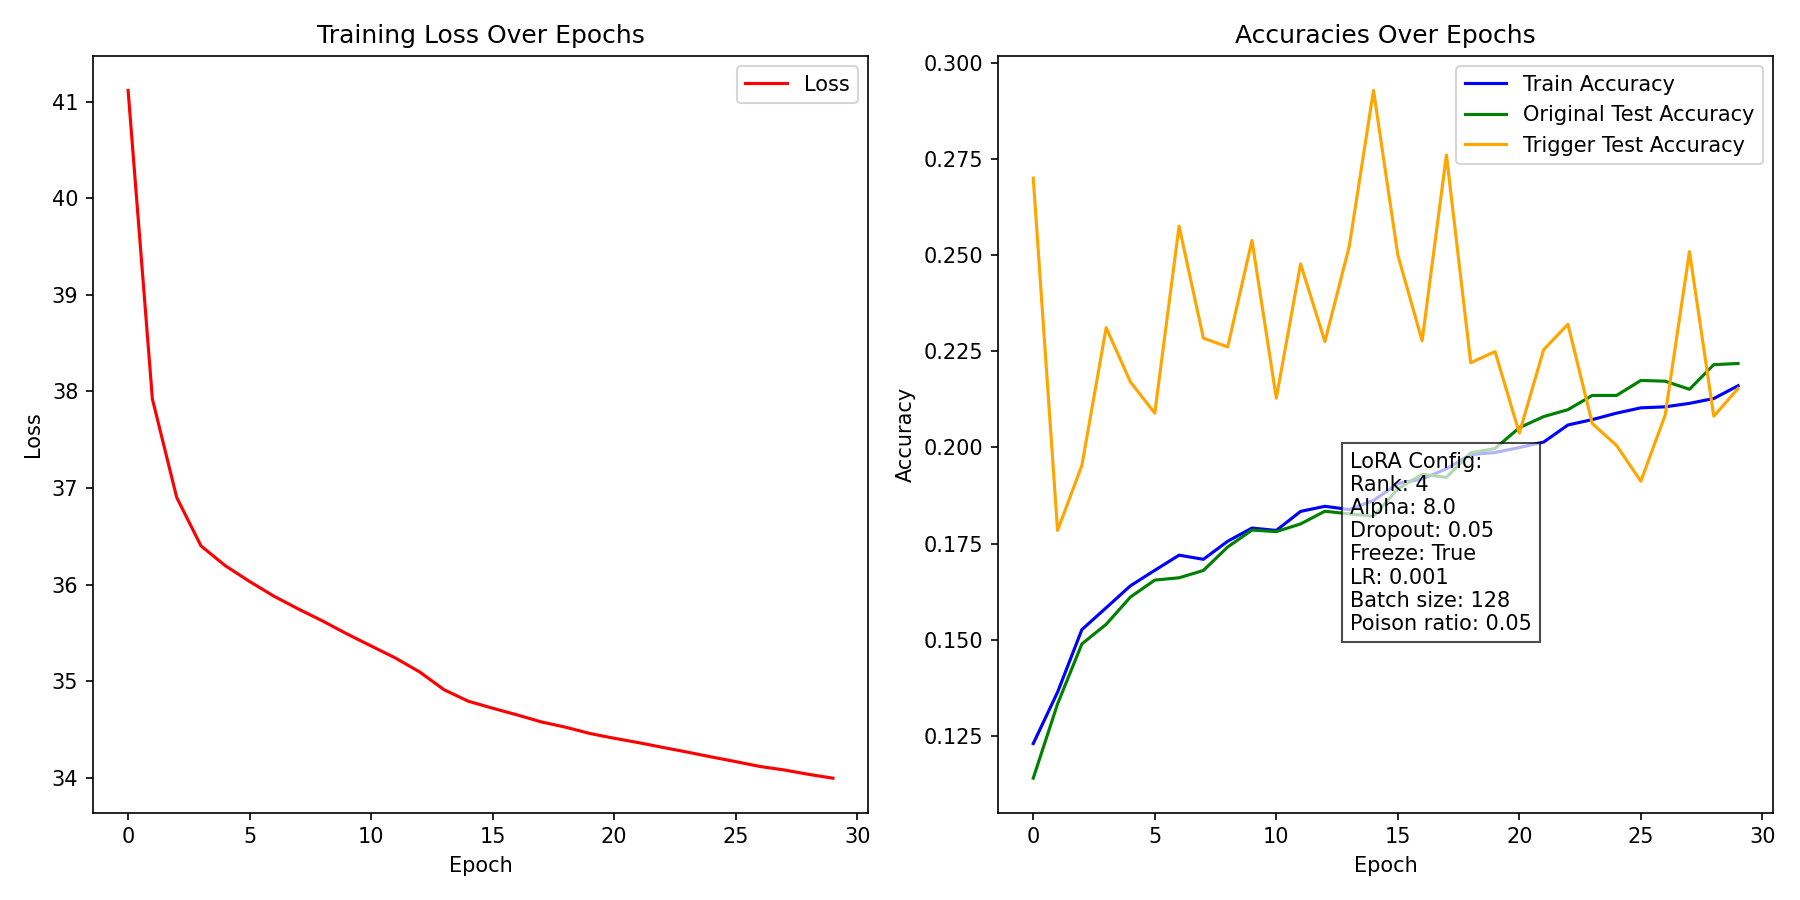 Training Loss Over Epochs
Loss
41
40
39
38
37
36
35
34
Loss
0 5 10 15 20 25 30
Epoch
Accuracies Over Epochs
Train Accuracy
Original Test Accuracy
Trigger Test Accuracy
0.300
0.275
0.250
0.225
0.200
0.175
0.150
0.125
Accuracy
LoRA Config:
Rank: 4
Alpha: 8.0
Dropout: 0.05
Freeze: True
LR: 0.001
Batch size: 128
Poison ratio: 0.05
0 5 10 15 20 25 30
Epoch